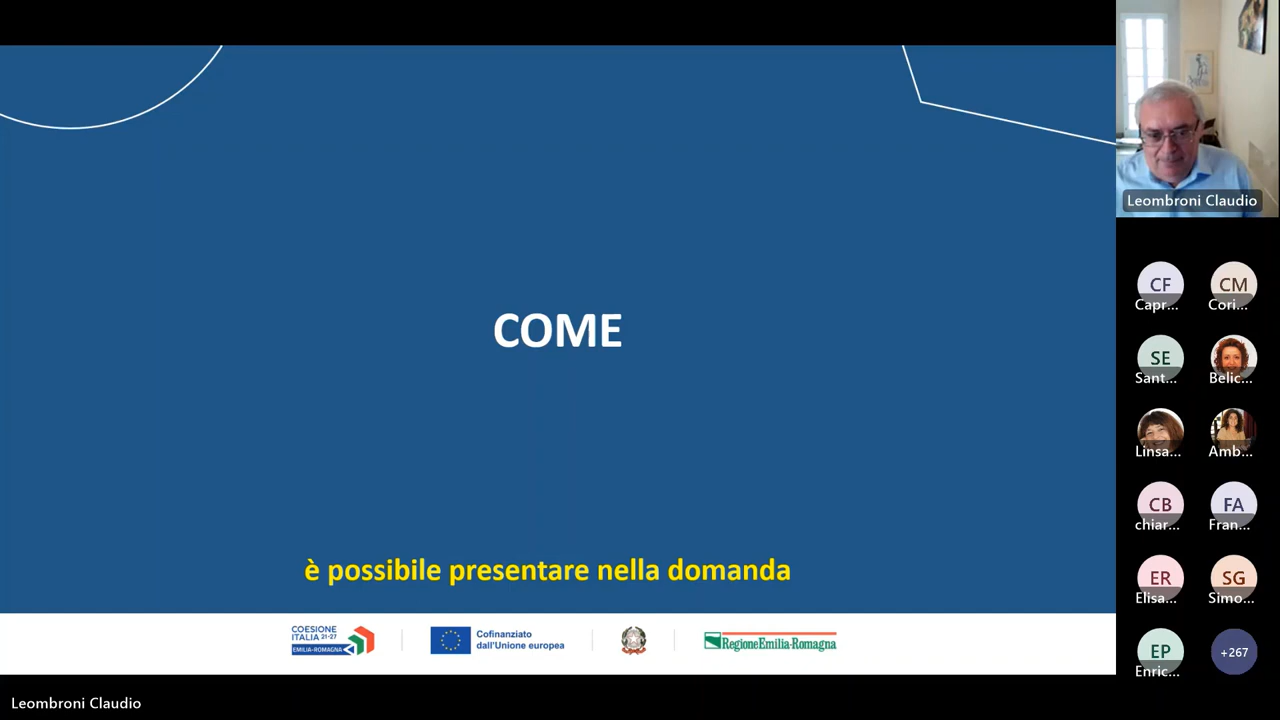 COME
è possibile presentare nella domanda
COESIONE
ITALIA 21-27
EMILIA-ROMAGNA
Cofinanziato
dall'Unione europea
RegioneEmilia-Romagna
Leombroni Claudio
CF
Capr...
CM
Cori...
SE
Sant...
Belic...
Linsa...
Amb...
CB
chiar...
FA
Fran...
ER
Elisa...
SG
Simo...
EP
Enric...
+267
Leombroni Claudio